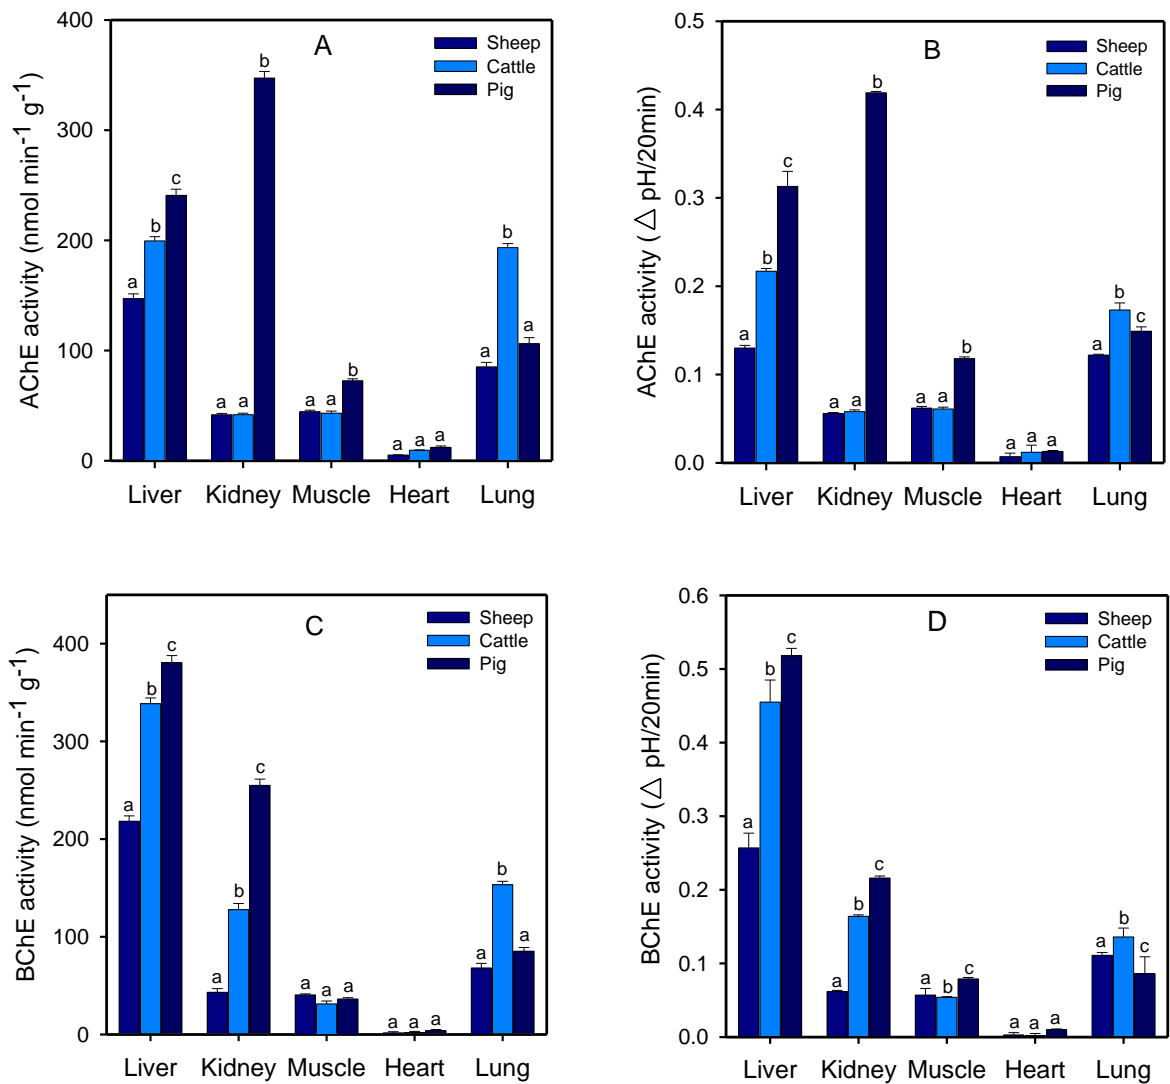 A
AChE activity (nmol min⁻¹ g⁻¹)
400
300
200
100
0
Sheep
Cattle
Pig
a
b
c
a
a
b
a
a
b
a
a
a
a
b
a
Liver Kidney Muscle Heart Lung
B
AChE activity (△ pH/20min)
0.5
0.4
0.3
0.2
0.1
0.0
Sheep
Cattle
Pig
a
b
c
a
a
b
a
a
b
a
a
a
a
b
c
Liver Kidney Muscle Heart Lung
C
BChE activity (nmol min⁻¹ g⁻¹)
400
300
200
100
0
Sheep
Cattle
Pig
a
b
c
a
b
c
a
a
a
a
a
a
a
b
a
Liver Kidney Muscle Heart Lung
D
BChE activity (△ pH/20min)
0.6
0.5
0.4
0.3
0.2
0.1
0.0
Sheep
Cattle
Pig
a
b
c
a
b
c
a
b
c
a
a
a
a
b
c
Liver Kidney Muscle Heart Lung